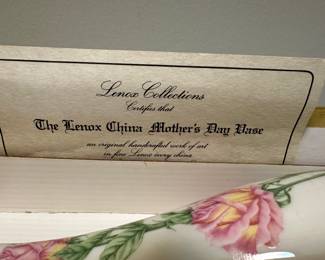 Lenox Collections
Certifies that
The Lenox China Mother's Day Vase
an original handcrafted work of art
in fine Lenox ivory china